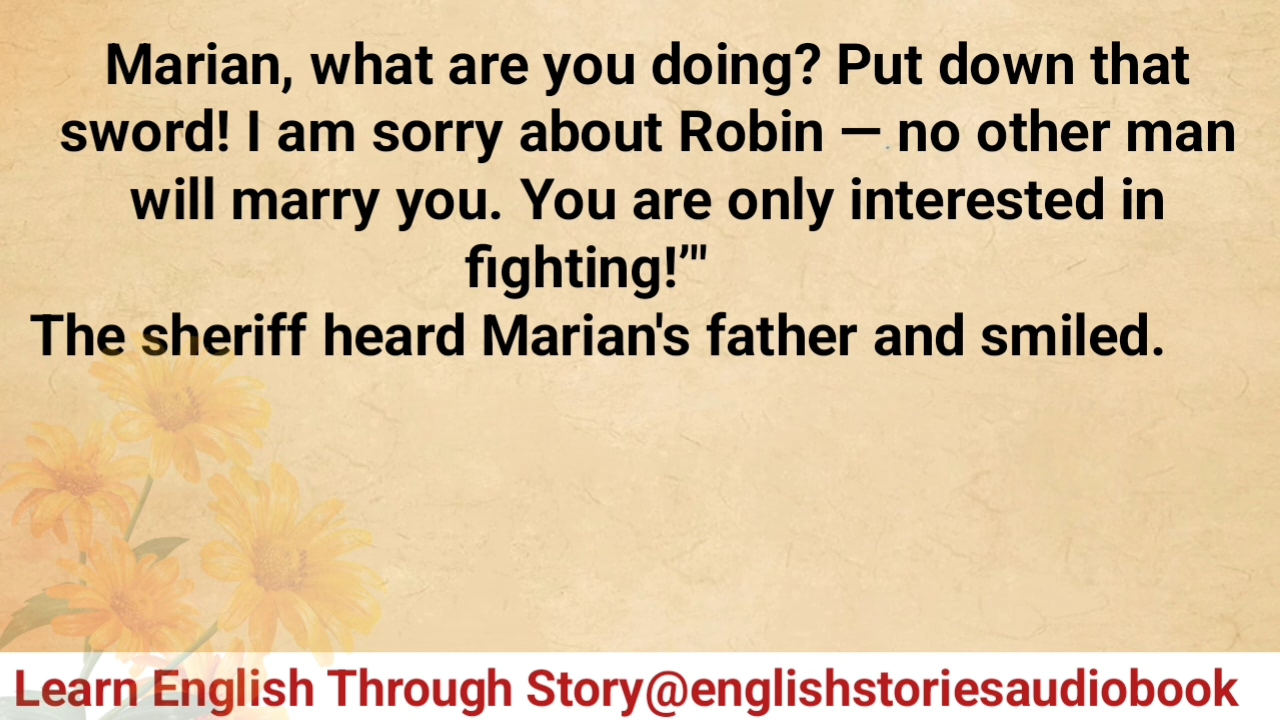 Marian, what are you doing? Put down that
sword! I am sorry about Robin — no other man
will marry you. You are only interested in
fighting!’"
The sheriff heard Marian's father and smiled.
Learn English Through Story@englishstoriesaudiobook